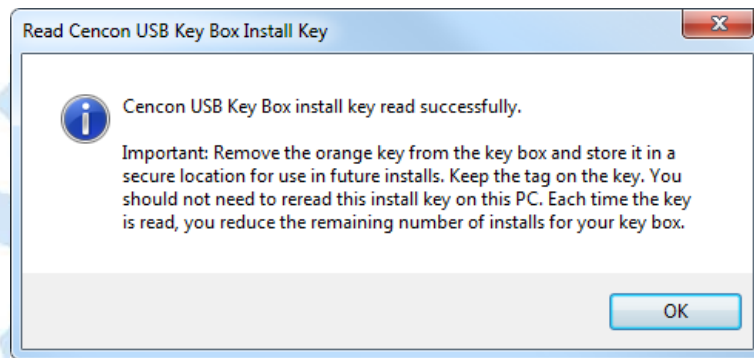 Read Cencon USB Key Box Install Key
Cencon USB Key Box install key read successfully.
Important: Remove the orange key from the key box and store it in a
secure location for use in future installs. Keep the tag on the key. You
should not need to reread this install key on this PC. Each time the key
is read, you reduce the remaining number of installs for your key box.
OK